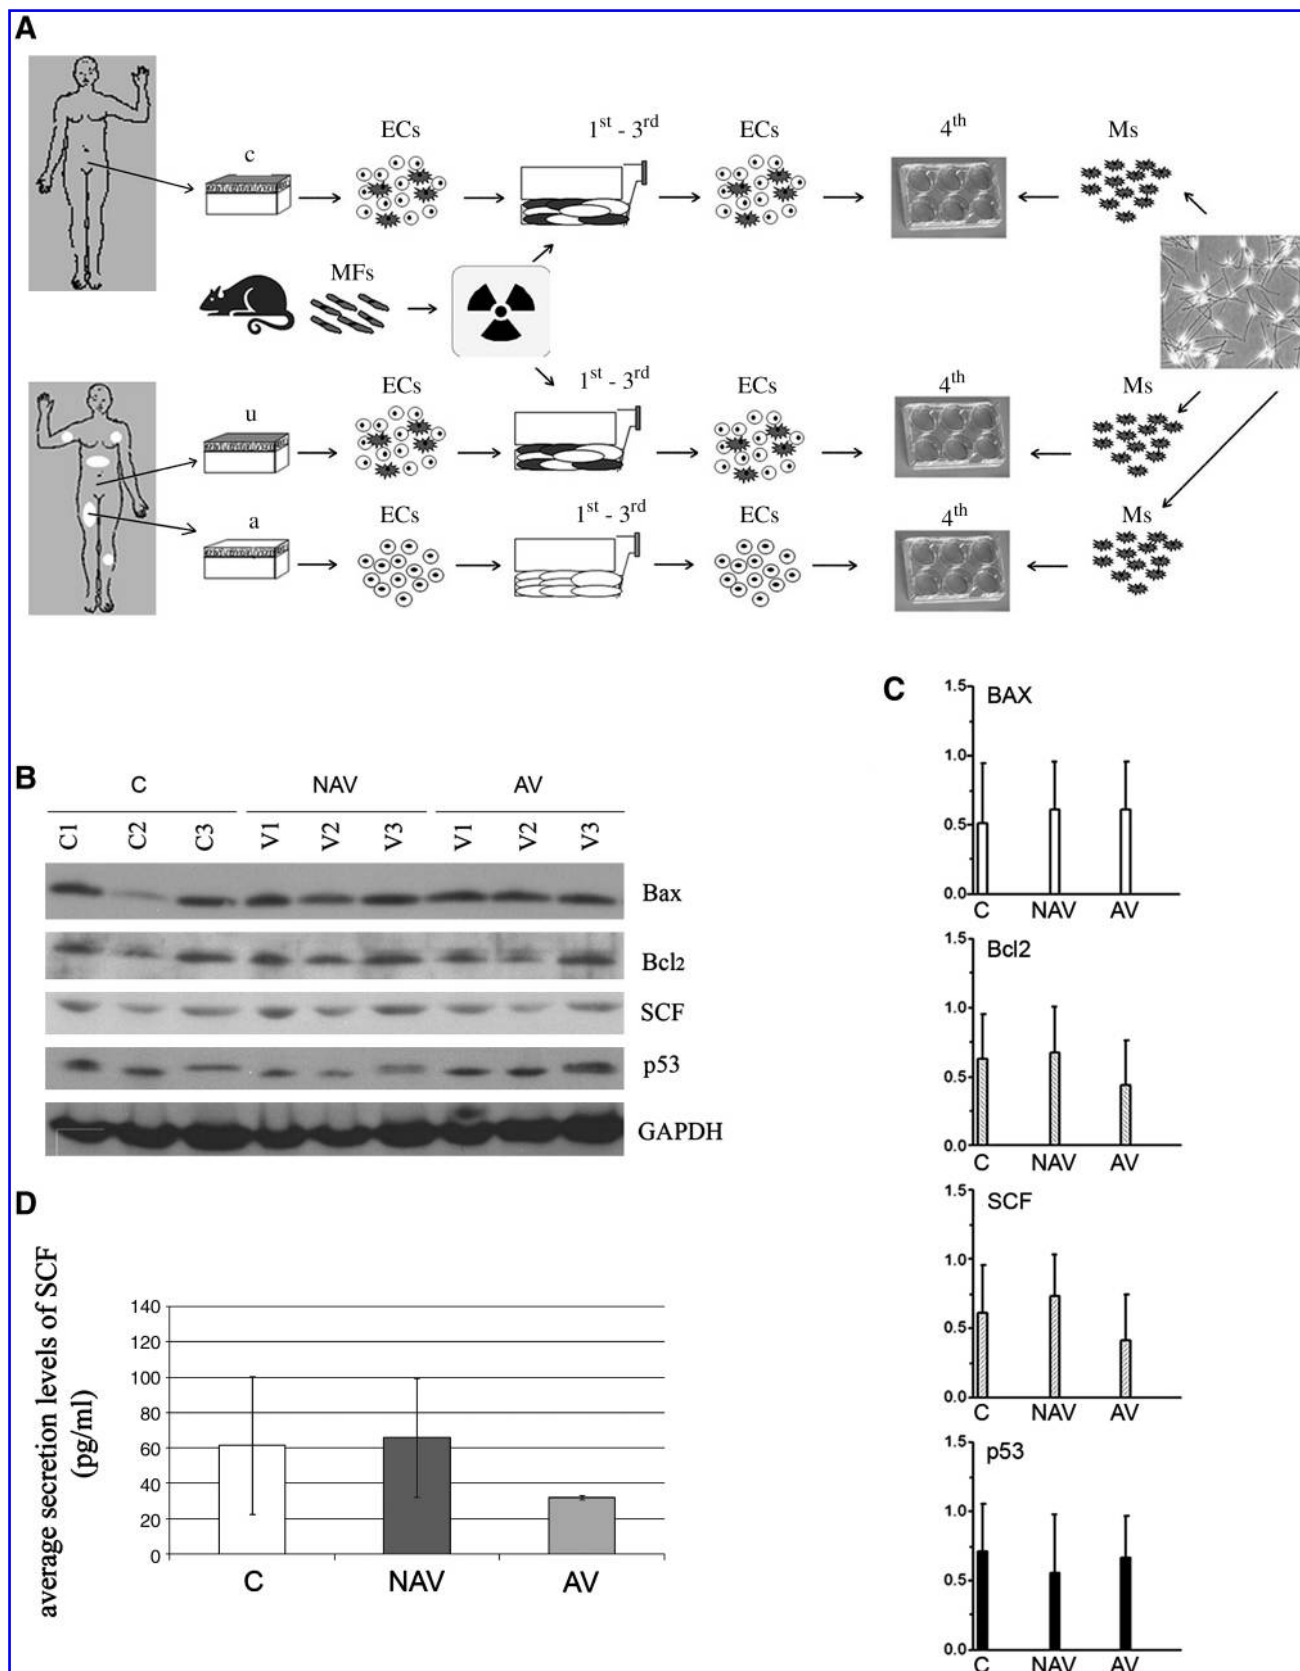 A
c
ECs
1st - 3rd
ECs
4th
Ms
MFs
u
ECs
1st - 3rd
ECs
4th
Ms
a
ECs
1st - 3rd
ECs
4th
Ms
B
C NAV AV
C1 C2 C3 V1 V2 V3 V1 V2 V3
Bax
Bcl2
SCF
p53
GAPDH
C
BAX
1.5
1.0
0.5
0.0
C NAV AV
Bcl2
1.5
1.0
0.5
0.0
C NAV AV
SCF
1.5
1.0
0.5
0.0
C NAV AV
p53
1.5
1.0
0.5
0.0
C NAV AV
D
average secretion levels of SCF
(pg/ml)
140
120
100
80
60
40
20
0
C NAV AV